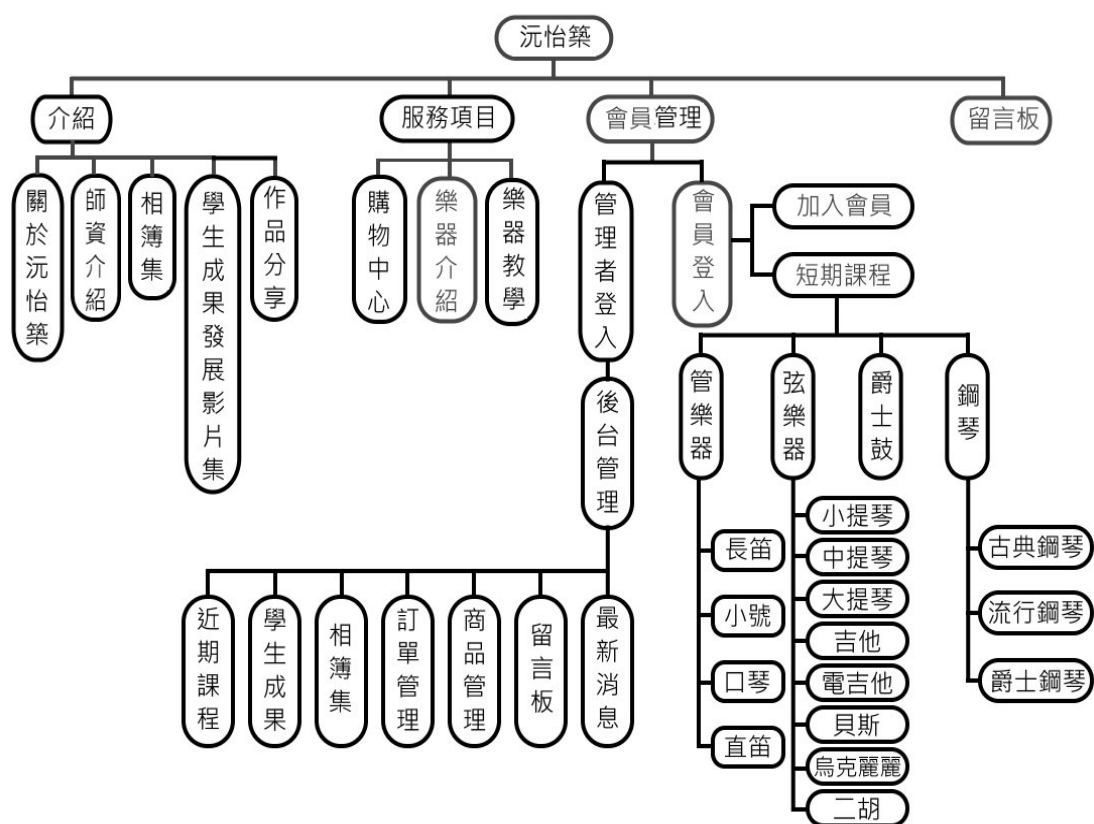 沅怡築
介紹
服務項目
會員管理
留言板
關於沅怡築
師資介紹
相簿集
學生成果發展影片集
作品分享
購物中心
樂器介紹
樂器教學
管理者登入
會員登入
加入會員
短期課程
後台管理
管樂器
弦樂器
爵士鼓
鋼琴
長笛
小號
口琴
直笛
小提琴
中提琴
大提琴
吉他
電吉他
貝斯
烏克麗麗
二胡
古典鋼琴
流行鋼琴
爵士鋼琴
近期課程
學生成果
相簿集
訂單管理
商品管理
留言板
最新消息